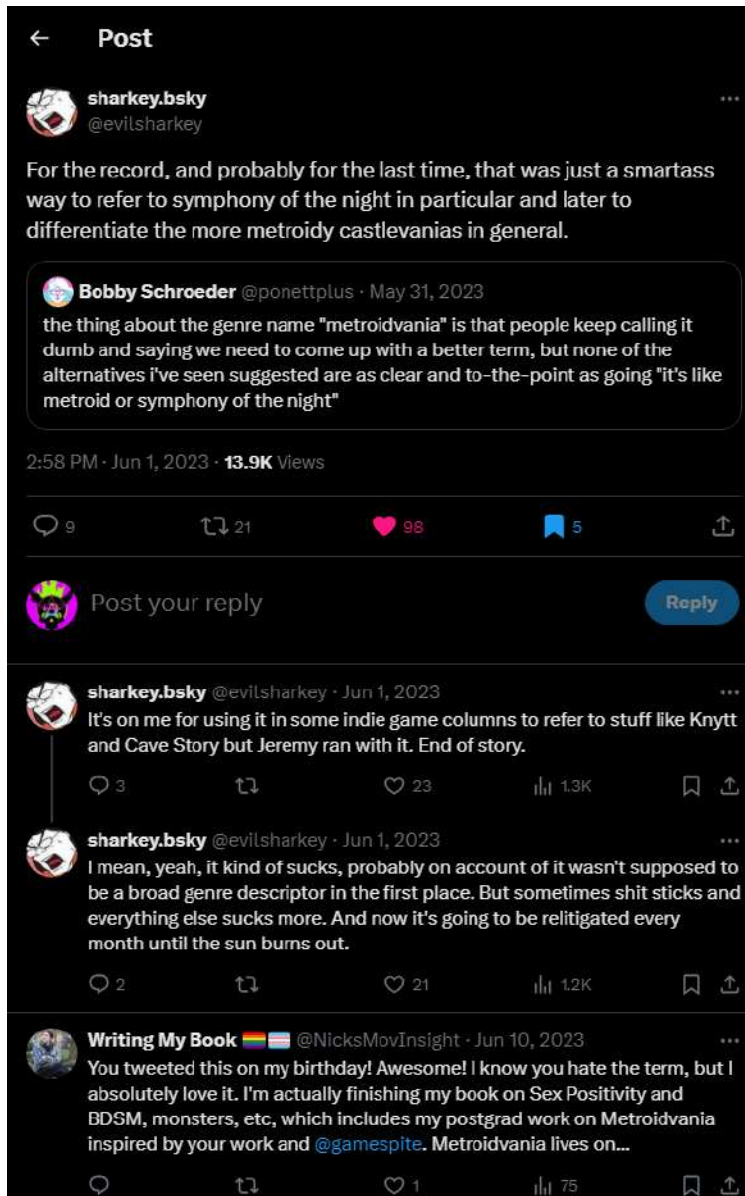 Post
sharkey.bsky
@evilsharkey
For the record, and probably for the last time, that was just a smartass
way to refer to symphony of the night in particular and later to
differentiate the more metroidy castlevanias in general.
Bobby Schroeder @ponettplus · May 31, 2023
the thing about the genre name "metroidvania" is that people keep calling it
dumb and saying we need to come up with a better term, but none of the
alternatives i've seen suggested are as clear and to-the-point as going "it's like
metroid or symphony of the night"
2:58 PM · Jun 1, 2023 · 13.9K Views
9 21 98 5
Post your reply Reply
sharkey.bsky @evilsharkey · Jun 1, 2023
It's on me for using it in some indie game columns to refer to stuff like Knytt
and Cave Story but Jeremy ran with it. End of story.
3 23 1.3K
sharkey.bsky @evilsharkey · Jun 1, 2023
I mean, yeah, it kind of sucks, probably on account of it wasn't supposed to
be a broad genre descriptor in the first place. But sometimes shit sticks and
everything else sucks more. And now it's going to be relitigated every
month until the sun burns out.
2 21 1.2K
Writing My Book @NicksMovInsight · Jun 10, 2023
You tweeted this on my birthday! Awesome! I know you hate the term, but I
absolutely love it. I'm actually finishing my book on Sex Positivity and
BDSM, monsters, etc, which includes my postgrad work on Metroidvania
inspired by your work and @gamespite. Metroidvania lives on...
1 75